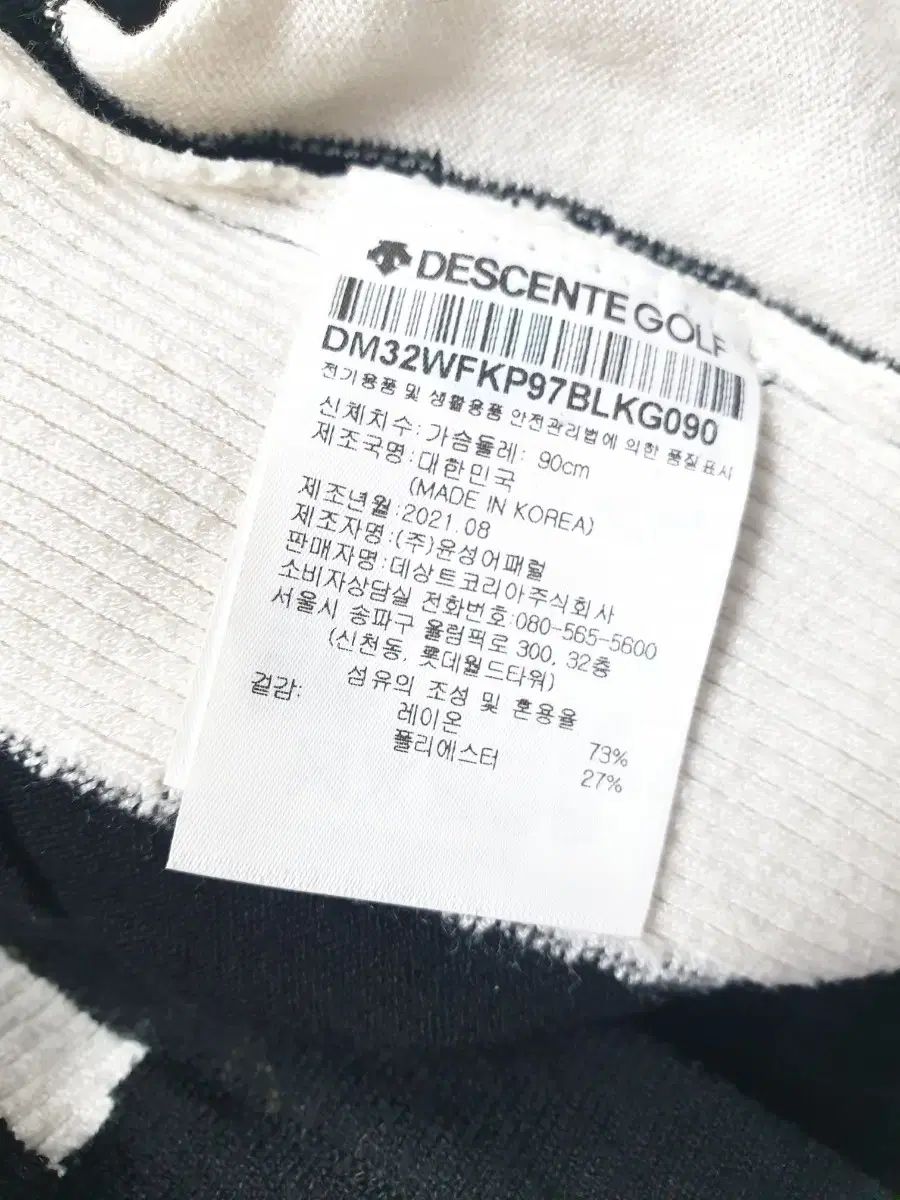 DESCENTE GOLF
DM32WFKP97BLKG090
전기용품 및 생활용품 안전관리법에 의한 품질표시
신체치수: 가슴둘레: 90cm
제조국명: 대한민국
(MADE IN KOREA)
제조년월: 2021.08
제조자명: (주)윤성어패럴
판매자명: 데상트코리아주식회사
소비자상담실 전화번호: 080-565-5600
서울시 송파구 올림픽로 300, 32층
(신천동, 롯데월드타워)
섬유의 조성 및 혼용율
겉감:
레이온 73%
폴리에스터 27%